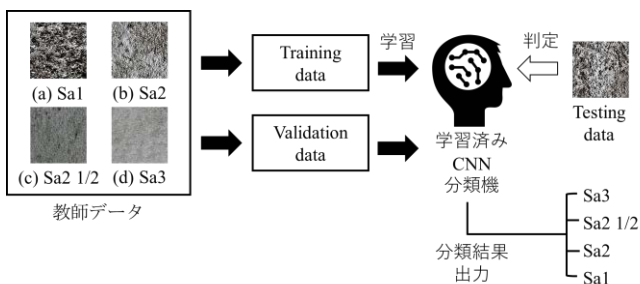 (a) Sa1
(b) Sa2
(c) Sa2 1/2
(d) Sa3
教師データ
Training
data
Validation
data
学習
学習済み
CNN
分類機
判定
Testing
data
分類結果
出力
Sa3
Sa2 1/2
Sa2
Sa1